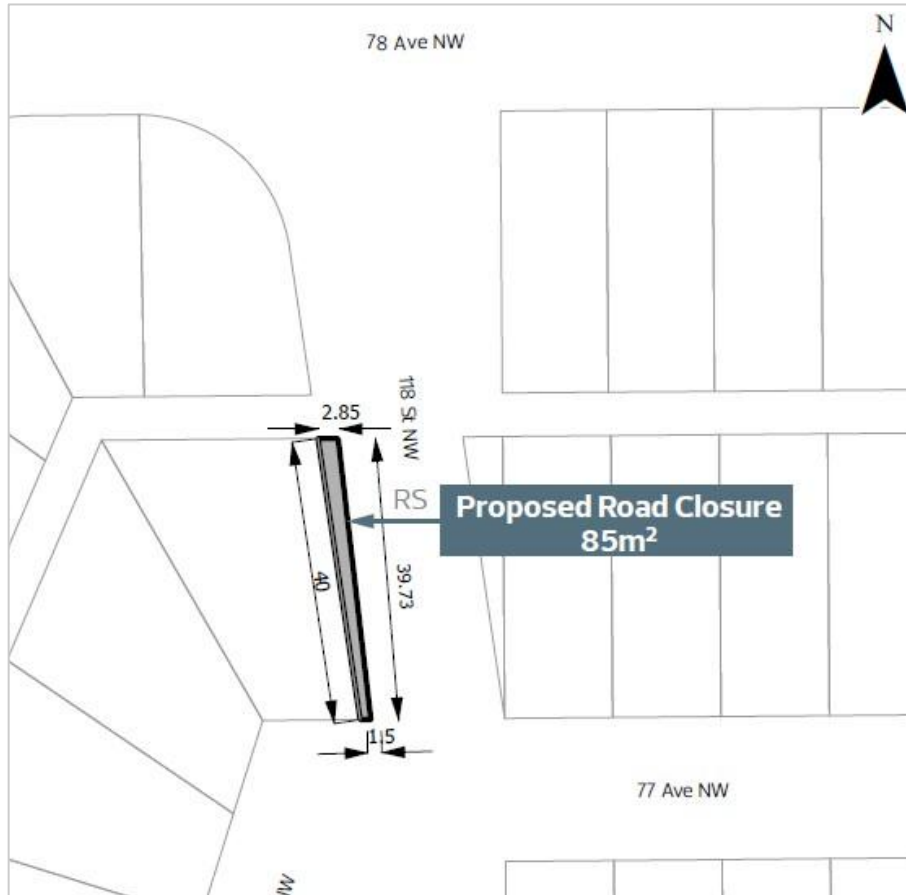 78 Ave NW
N
118 St NW
2.85
RS
Proposed Road Closure
85m²
40
39.73
1.5
77 Ave NW